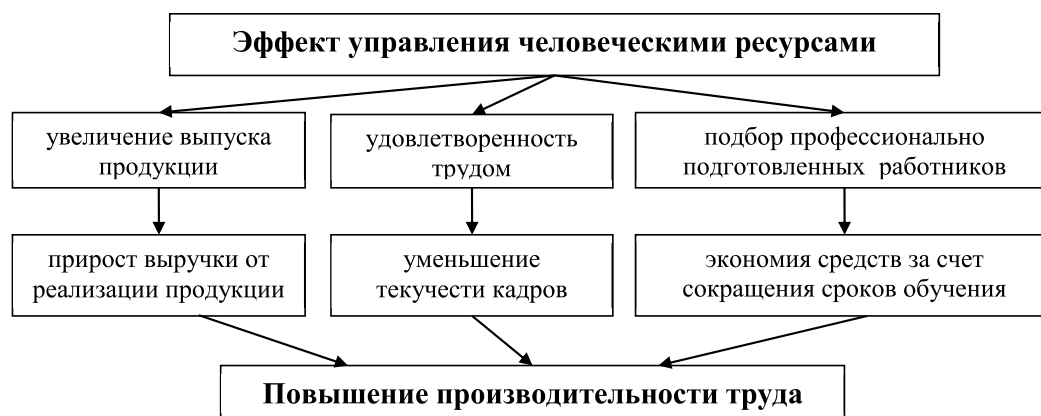 Эффект управления человеческими ресурсами
увеличение выпуска
продукции
удовлетворенность
трудом
подбор профессионально
подготовленных работников
прирост выручки от
реализации продукции
уменьшение
текучести кадров
экономия средств за счет
сокращения сроков обучения
Повышение производительности труда